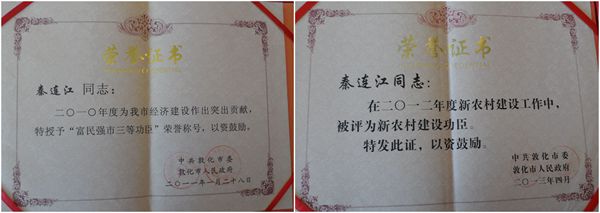 荣誉证书
秦连江 同志：
二〇一〇年度为我市经济建设作出突出贡献，
特授予“富民强市三等功臣”荣誉称号，以资鼓励。
中共敦化市委
敦化市人民政府
二〇一一年一月二十八日
荣誉证书
秦连江同志：
在二〇一二年度新农村建设工作中，
被评为新农村建设功臣。
特发此证，以资鼓励。
中共敦化市委
敦化市人民政府
二〇一三年四月